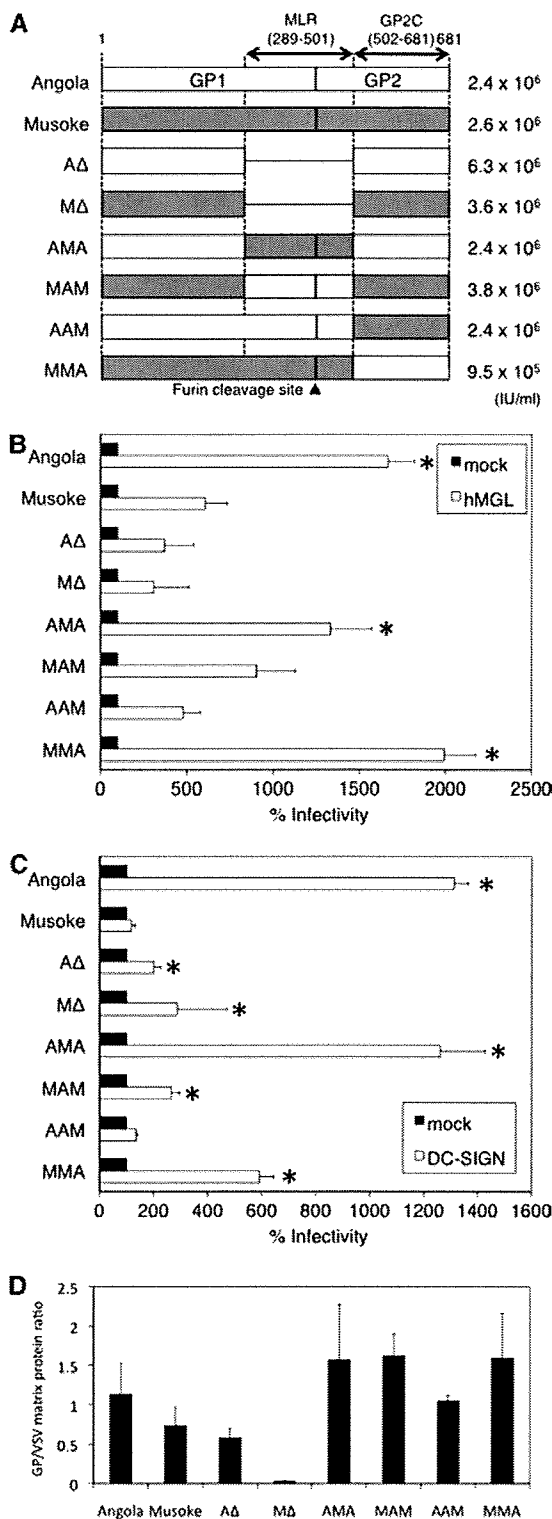 A
MLR
(289-501)
GP2C
(502-681)
1
681
Angola
GP1
GP2
2.4 x 10⁶
Musoke
2.6 x 10⁶
AΔ
6.3 x 10⁶
MΔ
3.6 x 10⁶
AMA
2.4 x 10⁶
MAM
3.8 x 10⁶
AAM
2.4 x 10⁶
MMA
9.5 x 10⁵
Furin cleavage site ▲
(IU/ml)
B
Angola
*
mock
hMGL
Musoke
AΔ
MΔ
AMA
*
MAM
AAM
MMA
*
0 500 1000 1500 2000 2500
% Infectivity
C
Angola
*
Musoke
AΔ
*
MΔ
*
AMA
*
MAM
*
AAM
mock
DC-SIGN
MMA
*
0 200 400 600 800 1000 1200 1400 1600
% Infectivity
D
GP/VSV matrix protein ratio
2.5
2
1.5
1
0.5
0
Angola Musoke AΔ MΔ AMA MAM AAM MMA